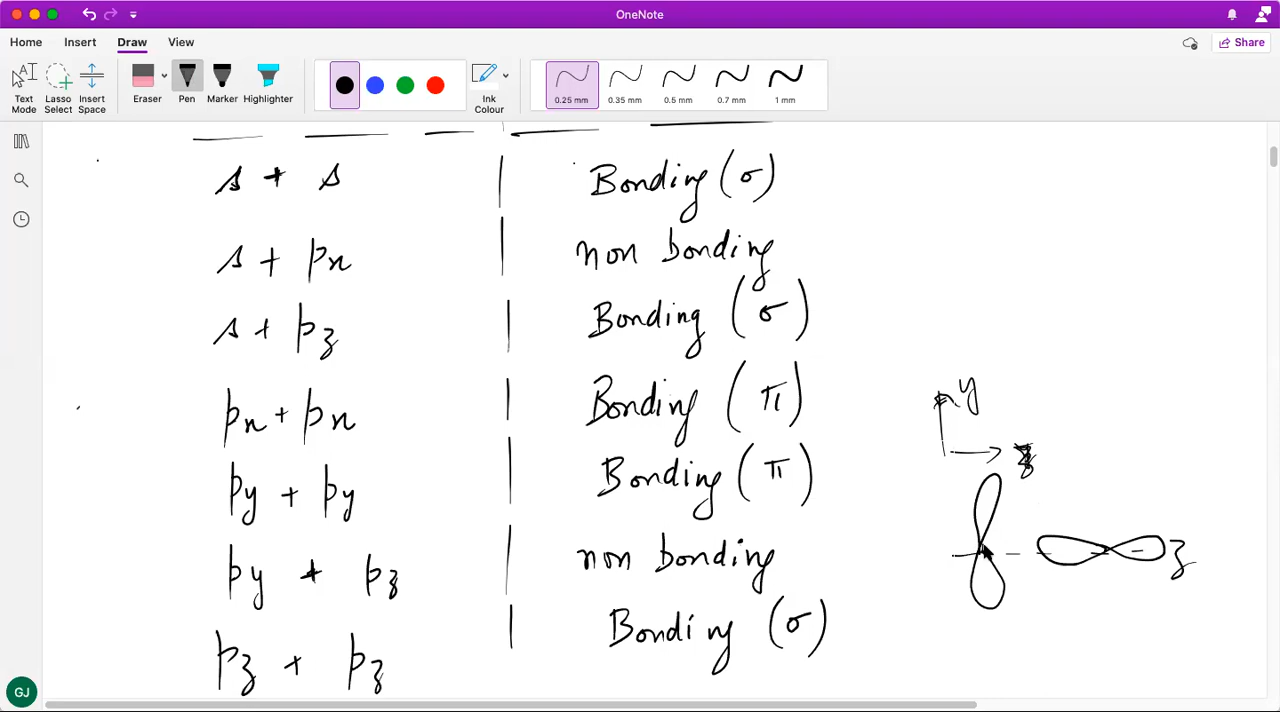 OneNote
Home Insert Draw View
Share
Text Mode
Lasso Select
Insert Space
Eraser
Pen
Marker
Highlighter
Ink Colour
0.25 mm
0.35 mm
0.5 mm
0.7 mm
1 mm
s + s | Bonding (σ)
s + px | non bonding
s + pz | Bonding (σ)
px + px | Bonding (π)
py + py | Bonding (π)
py + pz | non bonding
pz + pz | Bonding (σ)
y
z
z
GJ